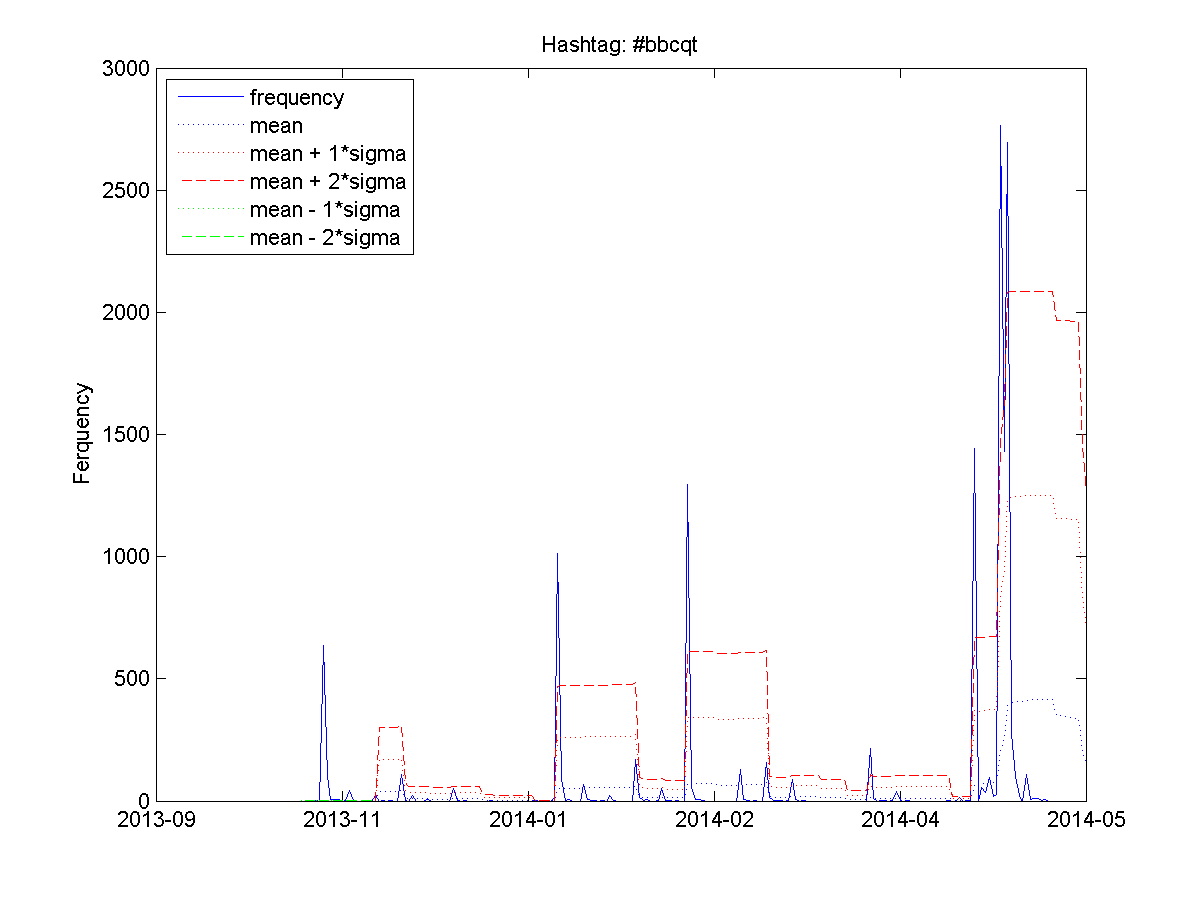 Hashtag: #bbcqt
3000
2500
2000
1500
1000
500
0
Ferquency
frequency
mean
mean + 1*sigma
mean + 2*sigma
mean - 1*sigma
mean - 2*sigma
2013-09 2013-11 2014-01 2014-02 2014-04 2014-05